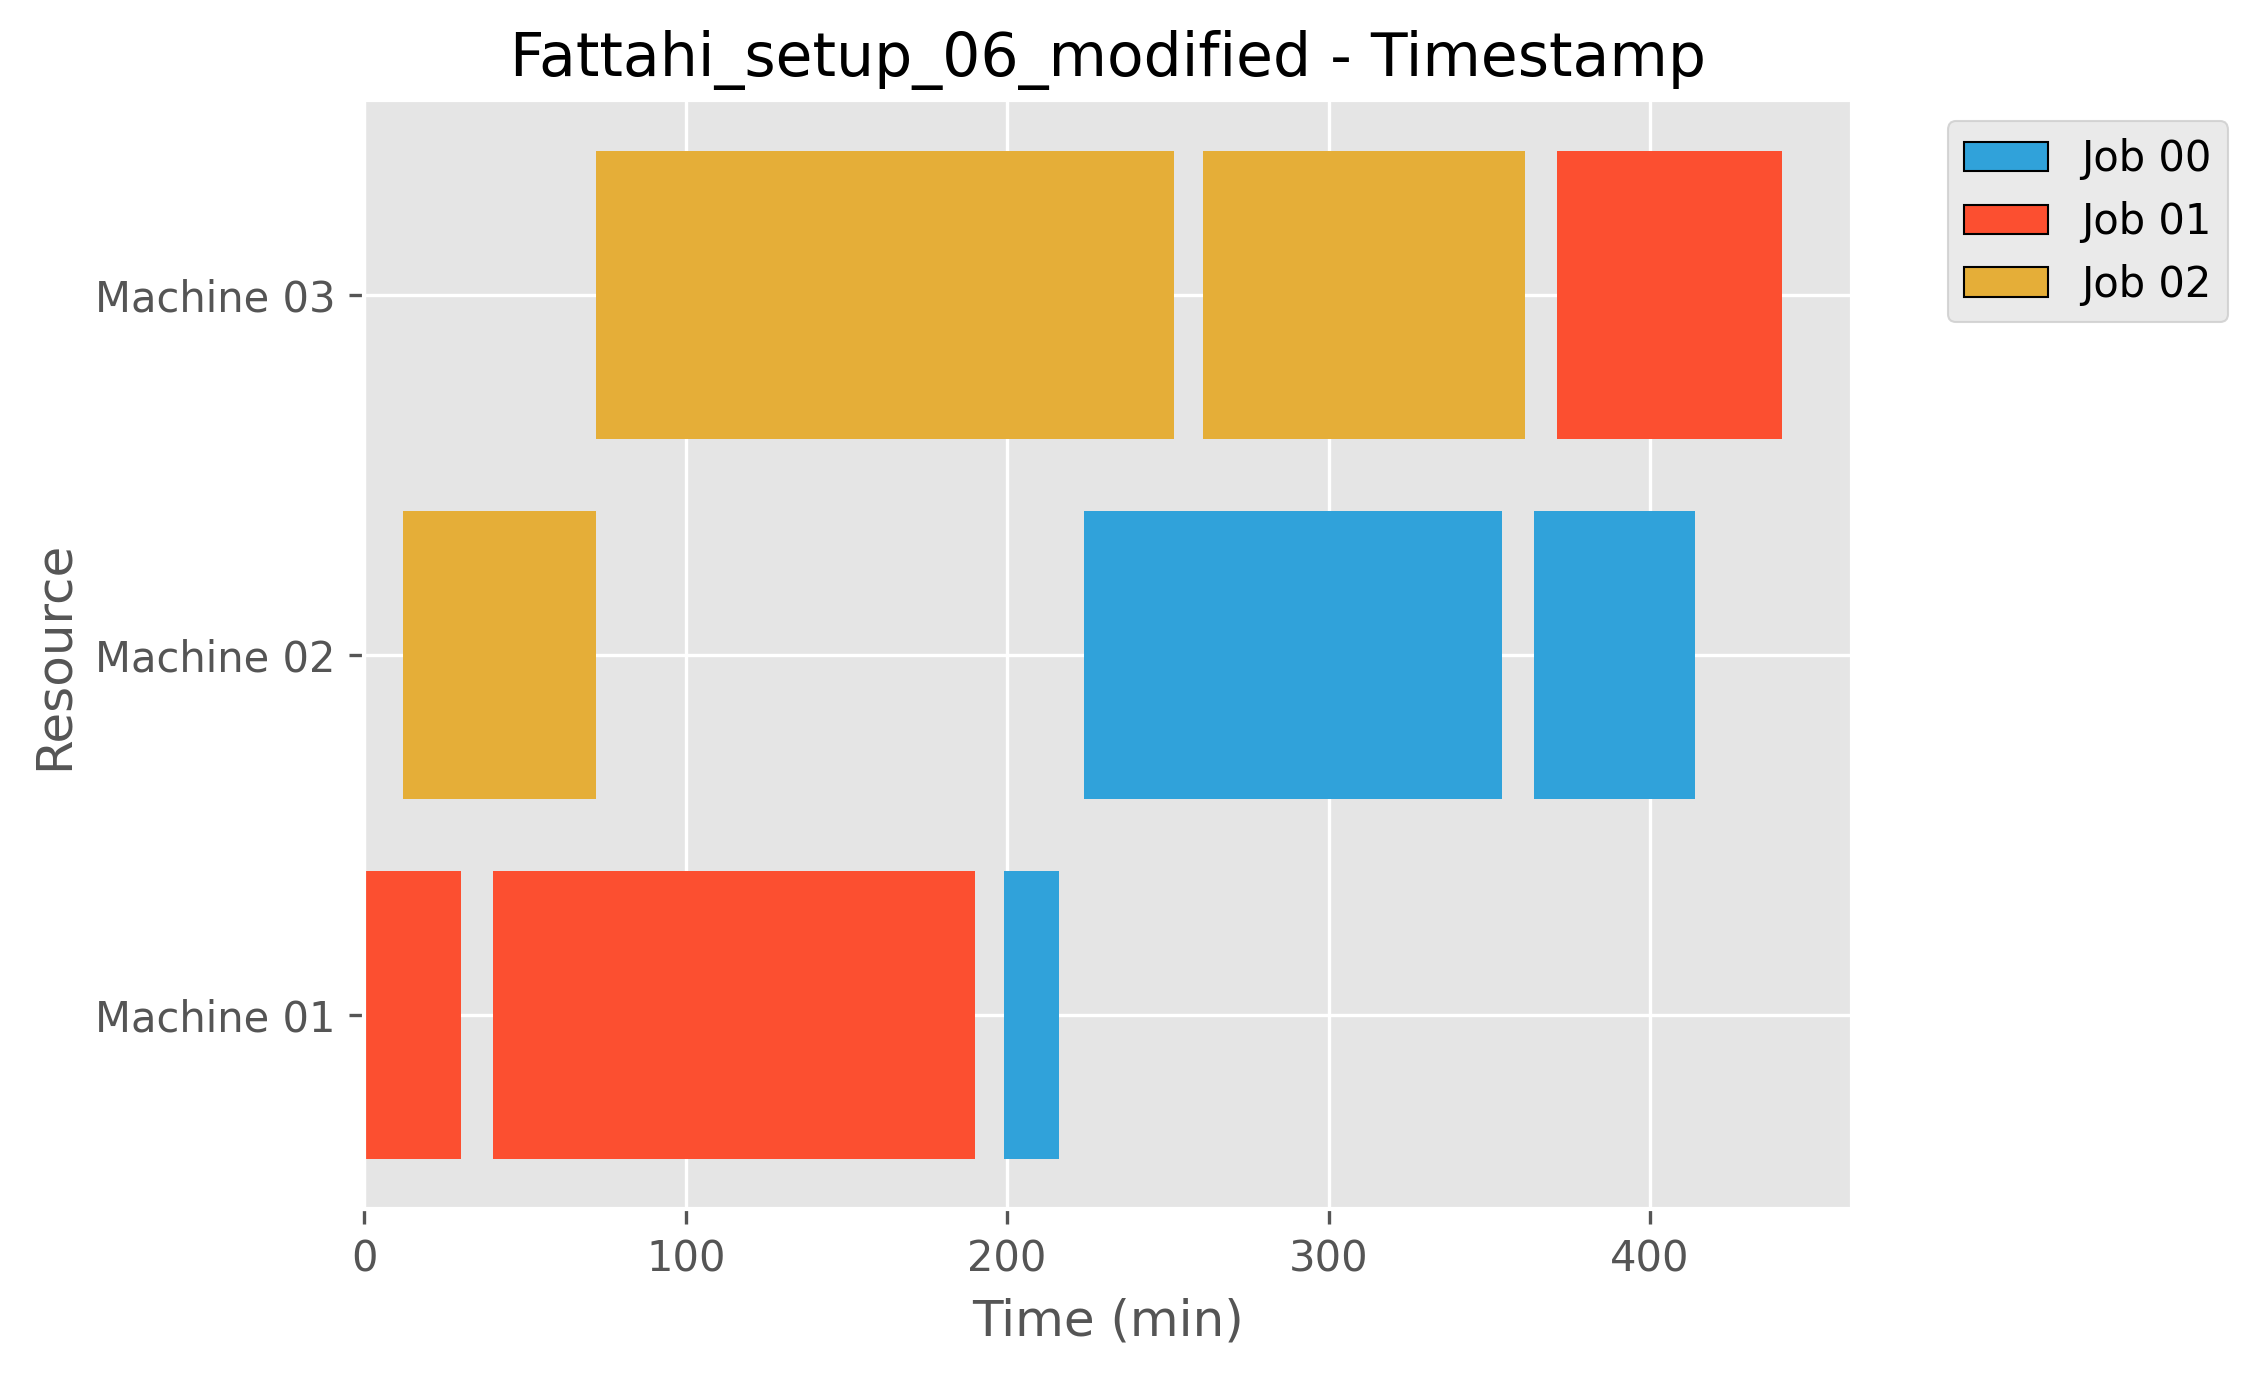 Fattahi_setup_06_modified - Timestamp
Job 00
Job 01
Job 02
Machine 03
Machine 02
Machine 01
Resource
0 100 200 300 400
Time (min)